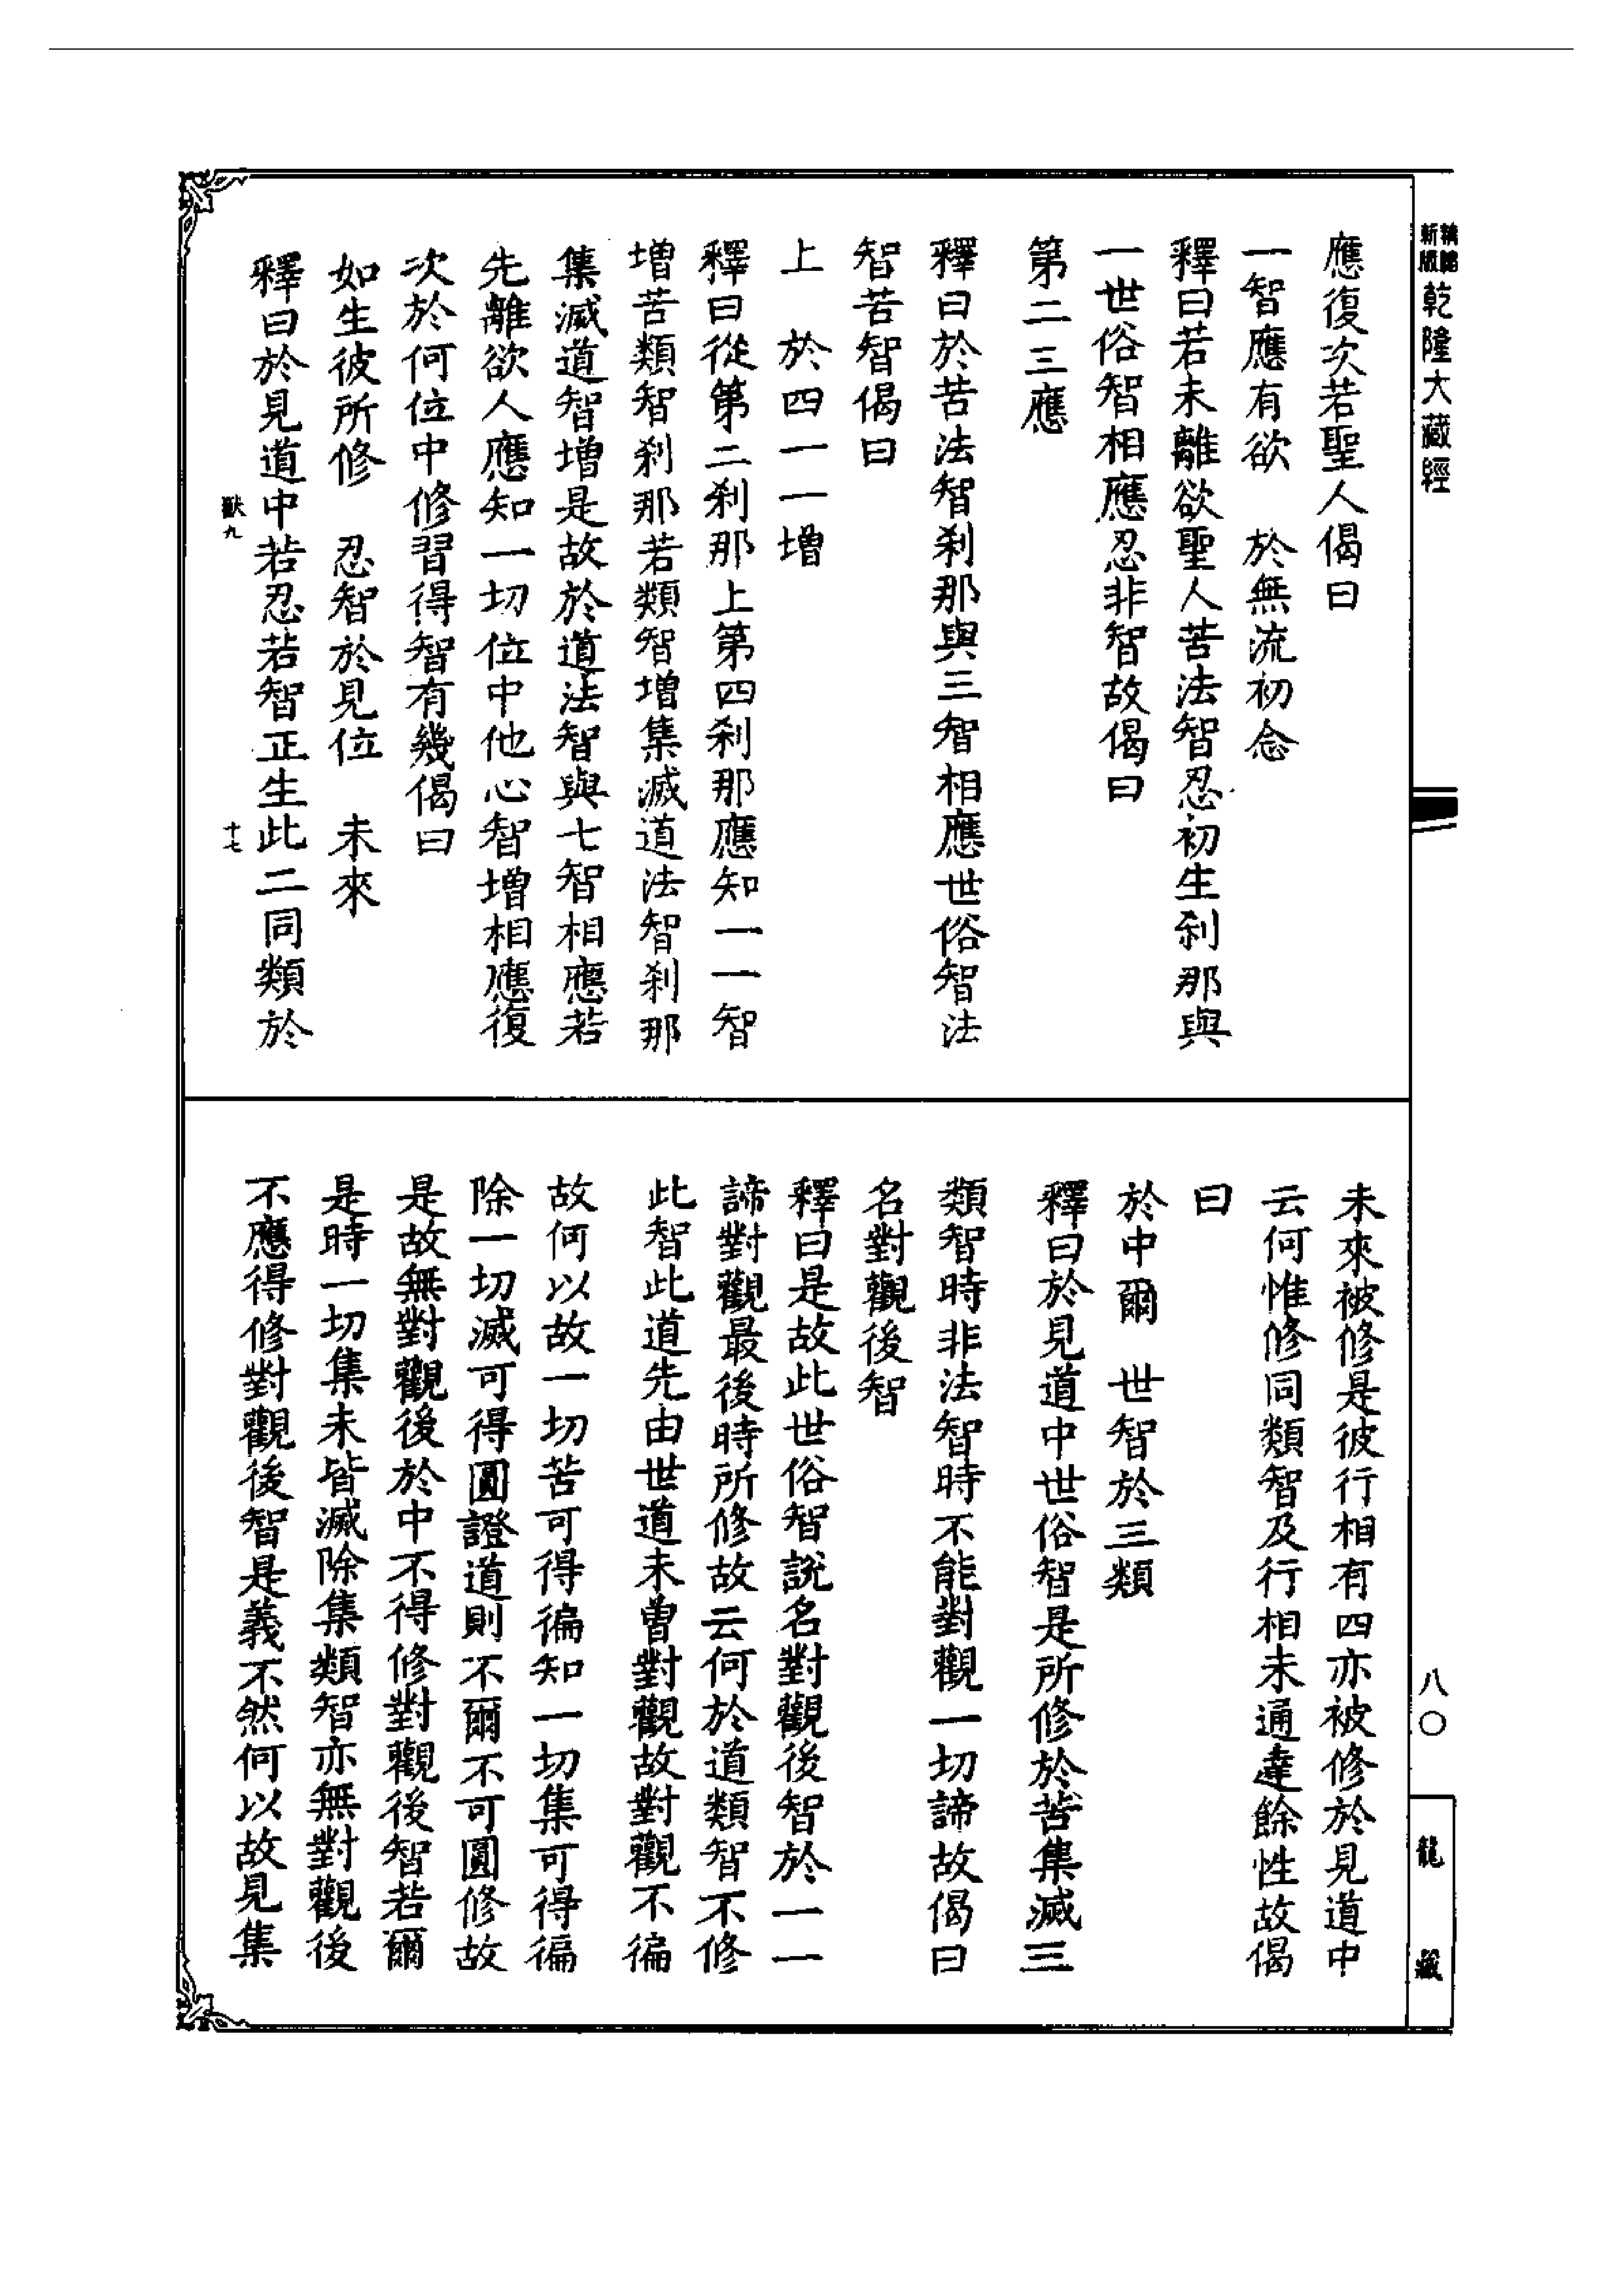 精縮
新版
乾隆大藏經
八〇
龍藏
應復次若聖人偈曰
一智應有欲　於無流初念
釋曰若未離欲聖人苦法智忍初生刹那與
一世俗智相應忍非智故偈曰
第二三應
釋曰於苦法智刹那與三智相應世俗智法
智苦智偈曰
上　於四一一增
釋曰從第二刹那上第四刹那應知一一智
增苦類智刹那若類智增集滅道法智刹那
集滅道智增是故於道法智與七智相應若
先離欲人應知一切位中他心智增相應復
次於何位中修習得智有幾偈曰
如生彼所修　忍智於見位　未來
釋曰於見道中若忍若智正生此二同類於
獸九
十七
未來被修是彼行相有四亦被修於見道中
云何惟修同類智及行相未通達餘性故偈
曰
於中爾　世智於三類
釋曰於見道中世俗智是所修於苦集滅三
類智時非法智時不能對觀一切諦故偈曰
名對觀後智
釋曰是故此世俗智說名對觀後智於一一
諦對觀最後時所修故云何於道類智不修
此智此道先由世道未曾對觀故對觀不徧
故何以故一切苦可得徧知一切集可得徧
除一切滅可得圓證道則不爾不可圓修故
是故無對觀後於中不得修對觀後智若爾
是時一切集未皆滅除集類智亦無對觀後
不應得修對觀後智是義不然何以故見集